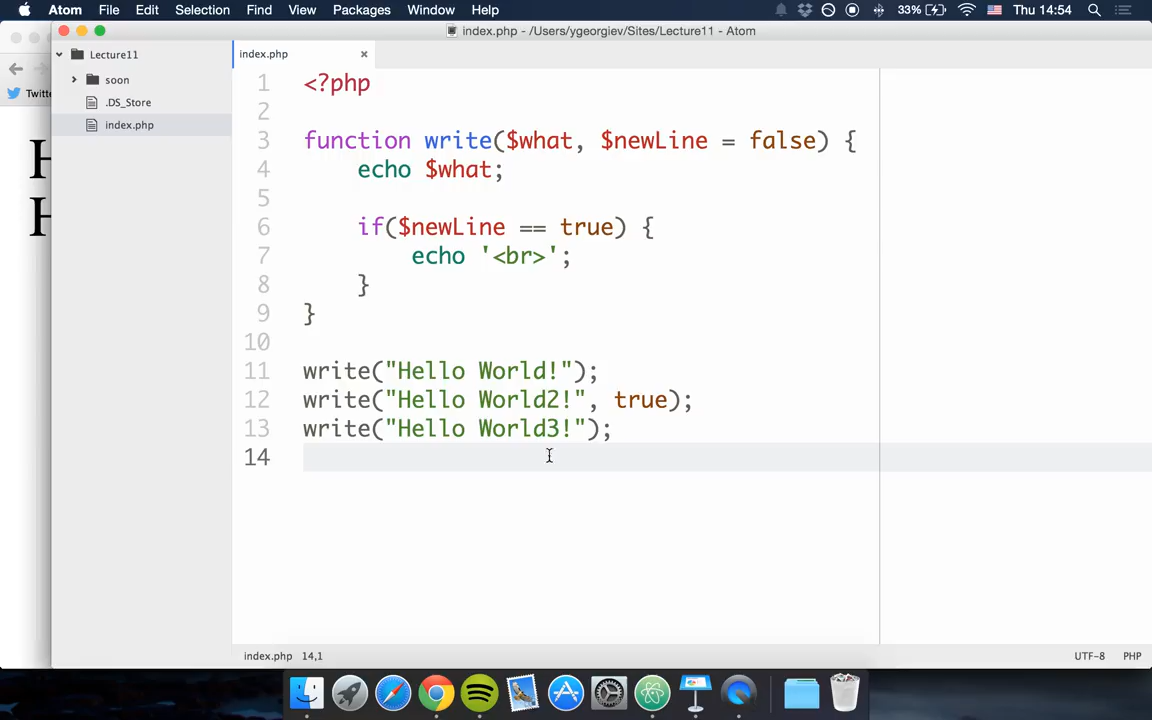 Atom File Edit Selection Find View Packages Window Help 33% Thu 14:54
index.php - /Users/ygeorgiev/Sites/Lecture11 - Atom
Lecture11
soon
.DS_Store
index.php
index.php
1 <?php
2
3 function write($what, $newLine = false) {
4 echo $what;
5
6 if($newLine == true) {
7 echo '<br>';
8 }
9 }
10
11 write("Hello World!");
12 write("Hello World2!", true);
13 write("Hello World3!");
14
index.php 14,1 UTF-8 PHP
H
H